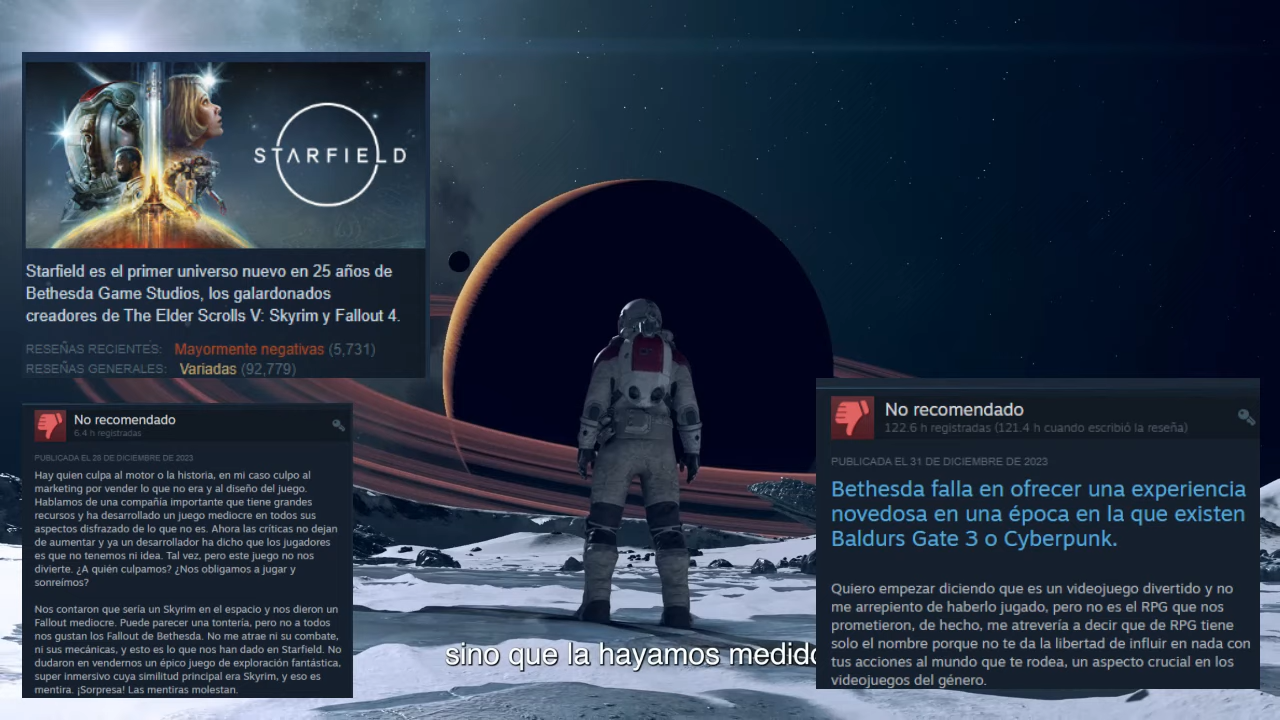 STARFIELD
Starfield es el primer universo nuevo en 25 años de
Bethesda Game Studios, los galardonados
creadores de The Elder Scrolls V: Skyrim y Fallout 4.
RESEÑAS RECIENTES: Mayormente negativas (5,731)
RESEÑAS GENERALES: Variadas (92,779)
No recomendado
6.4 h registradas
PUBLICADA EL 28 DE DICIEMBRE DE 2023
Hay quien culpa al motor o la historia, en mi caso culpo al
marketing por vender lo que no era y al diseño del juego.
Hablamos de una compañía importante que tiene grandes
recursos y ha desarrollado un juego mediocre en todos sus
aspectos disfrazado de lo que no es. Ahora las críticas no dejan
de aumentar y ya un desarrollador ha dicho que los jugadores
es que no tenemos ni idea. Tal vez, pero este juego no nos
divierte. ¿A quién culpamos? ¿Nos obligamos a jugar y
sonreímos?
Nos contaron que sería un Skyrim en el espacio y nos dieron un
Fallout mediocre. Puede parecer una tontería, pero no a todos
nos gustan los Fallout de Bethesda. No me atrae ni su combate,
ni sus mecánicas, y esto es lo que nos han dado en Starfield. No
dudaron en vendernos un épico juego de exploración fantástica,
super inmersivo cuya similitud principal era Skyrim, y eso es
mentira. ¡Sorpresa! Las mentiras molestan.
No recomendado
122.6 h registradas (121.4 h cuando escribió la reseña)
PUBLICADA EL 31 DE DICIEMBRE DE 2023
Bethesda falla en ofrecer una experiencia
novedosa en una época en la que existen
Baldurs Gate 3 o Cyberpunk.
Quiero empezar diciendo que es un videojuego divertido y no
me arrepiento de haberlo jugado, pero no es el RPG que nos
prometieron, de hecho, me atrevería a decir que de RPG tiene
solo el nombre porque no te da la libertad de influir en nada con
tus acciones al mundo que te rodea, un aspecto crucial en los
videojuegos del género.
sino que la hayamos medido